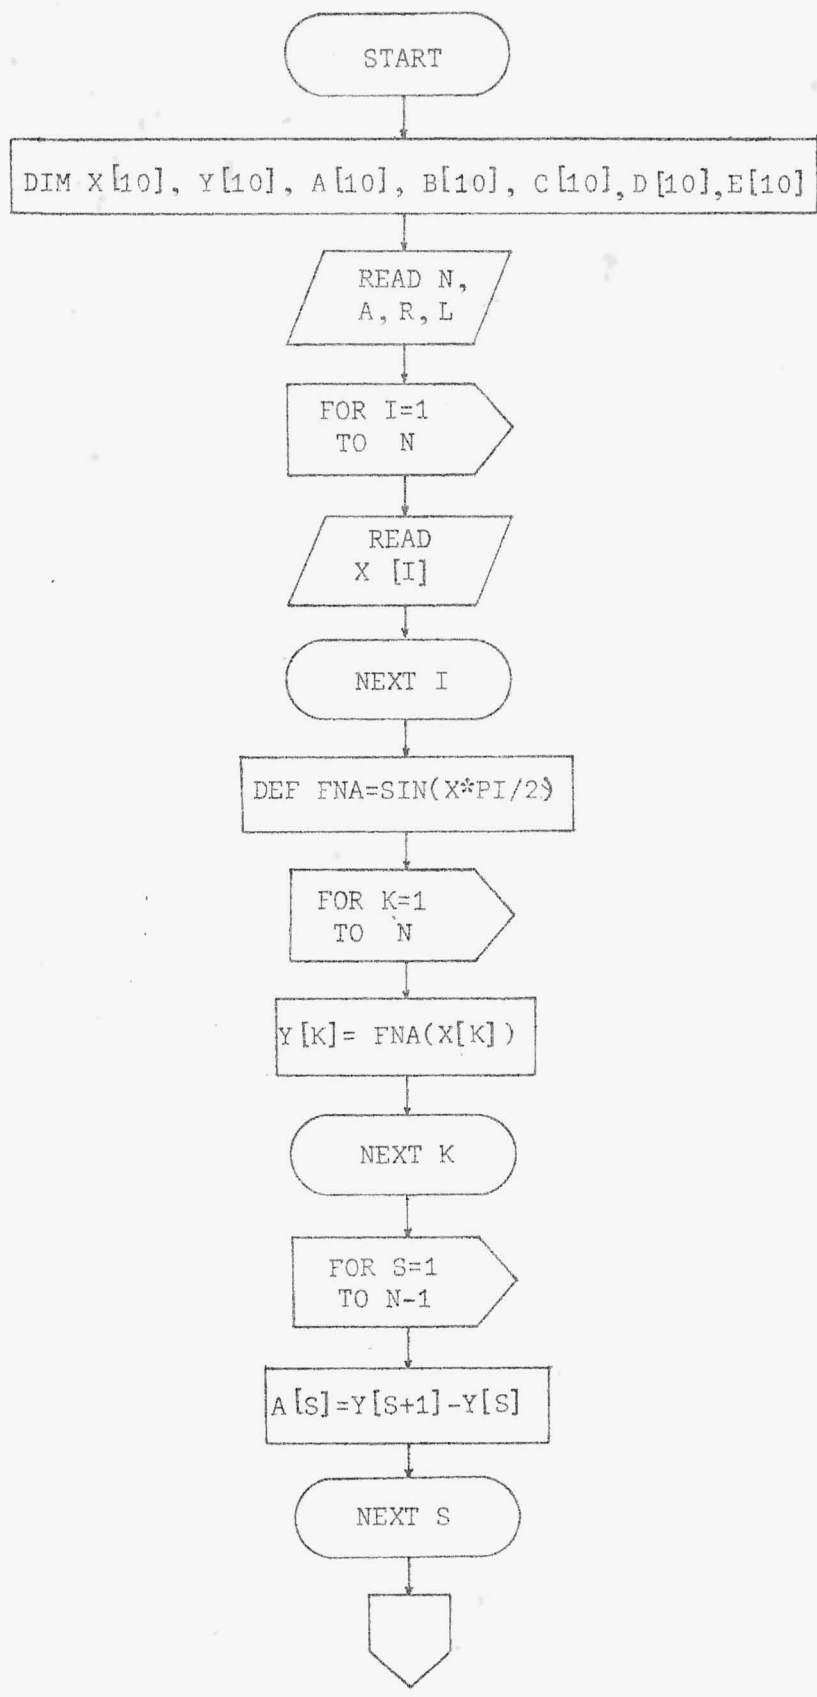 START
DIM X[10], Y[10], A[10], B[10], C[10], D[10], E[10]
READ N,
A, R, L
FOR I=1
TO N
READ
X [I]
NEXT I
DEF FNA=SIN(X*PI/2)
FOR K=1
TO N
Y[K]= FNA(X[K])
NEXT K
FOR S=1
TO N-1
A[S]=Y[S+1]-Y[S]
NEXT S